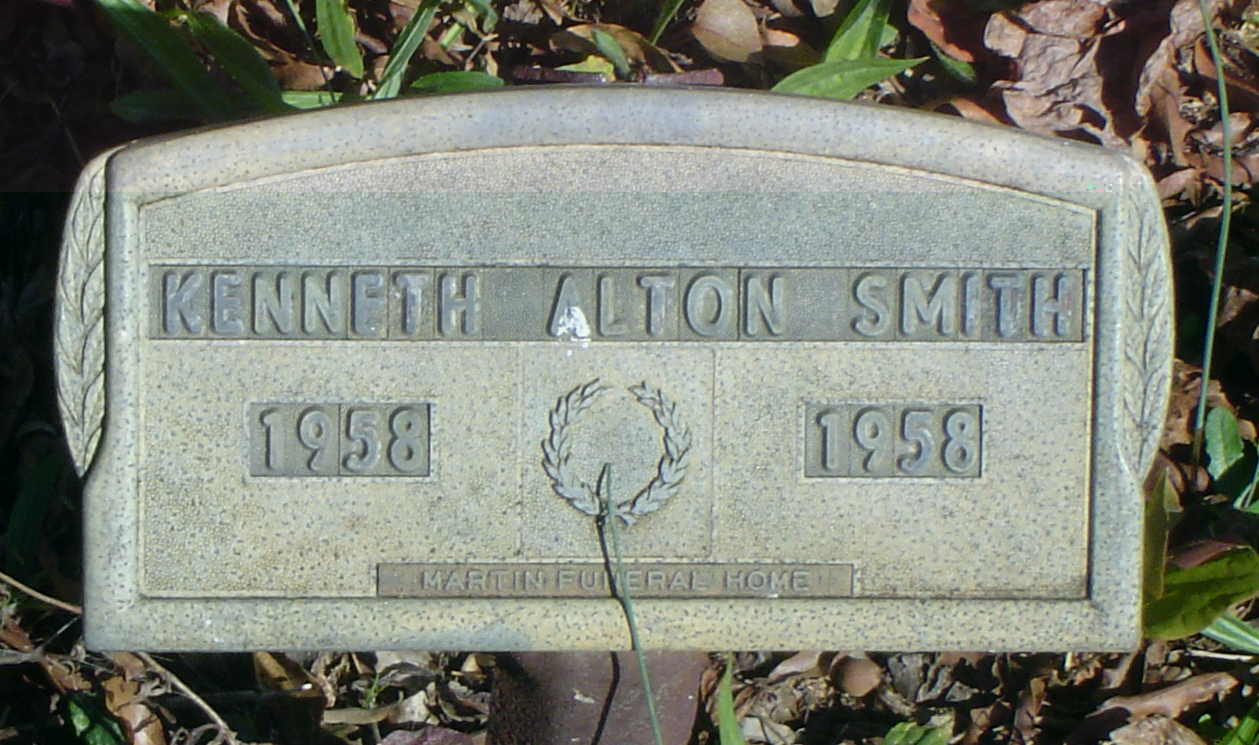 KENNETH ALTON SMITH
1958 1958
MARTIN FUNERAL HOME